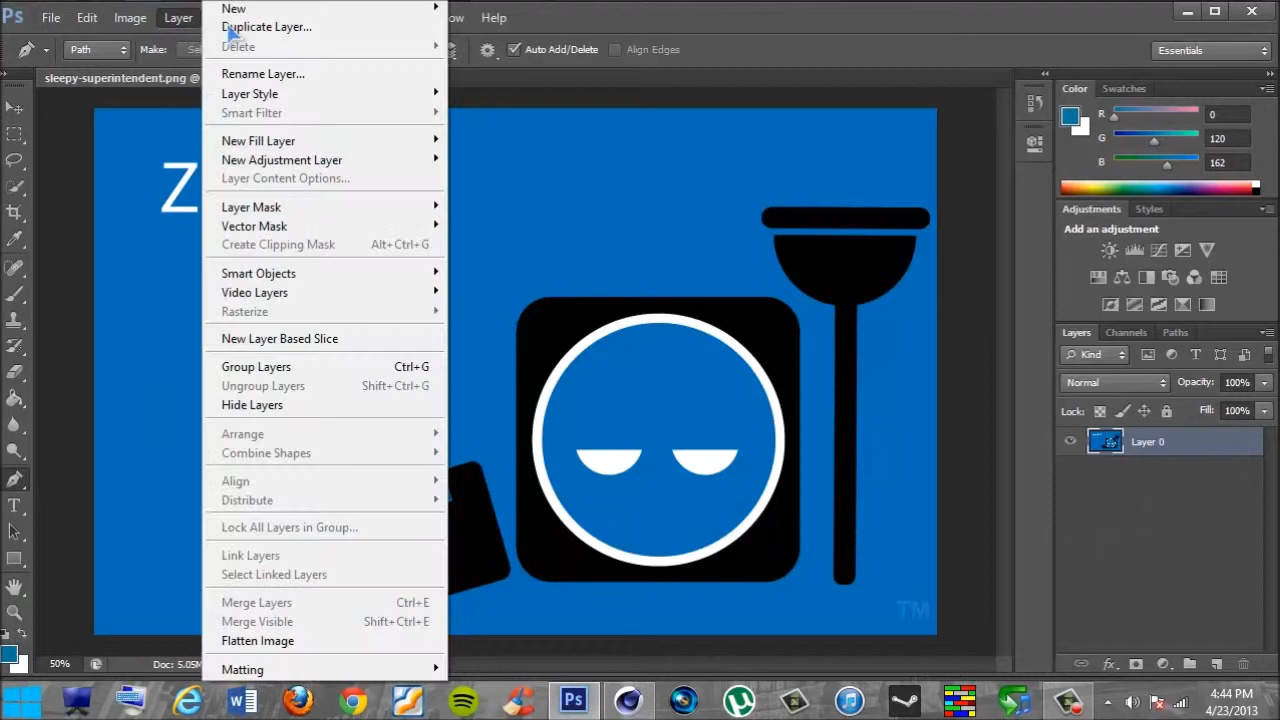 Ps File Edit Image Layer ow Help
Path Make: Auto Add/Delete Align Edges Essentials
sleepy-superintendent.png @
New
Duplicate Layer...
Delete
Rename Layer...
Layer Style
Smart Filter
New Fill Layer
New Adjustment Layer
Layer Content Options...
Layer Mask
Vector Mask
Create Clipping Mask Alt+Ctrl+G
Smart Objects
Video Layers
Rasterize
New Layer Based Slice
Group Layers Ctrl+G
Ungroup Layers Shift+Ctrl+G
Hide Layers
Arrange
Combine Shapes
Align
Distribute
Lock All Layers in Group...
Link Layers
Select Linked Layers
Merge Layers Ctrl+E
Merge Visible Shift+Ctrl+E
Flatten Image
Matting
Z
TM
Color Swatches
R 0
G 120
B 162
Adjustments Styles
Add an adjustment
Layers Channels Paths
Kind
Normal Opacity: 100%
Lock: Fill: 100%
Layer 0
50% Doc: 5.05M
Ps
4:44 PM
4/23/2013